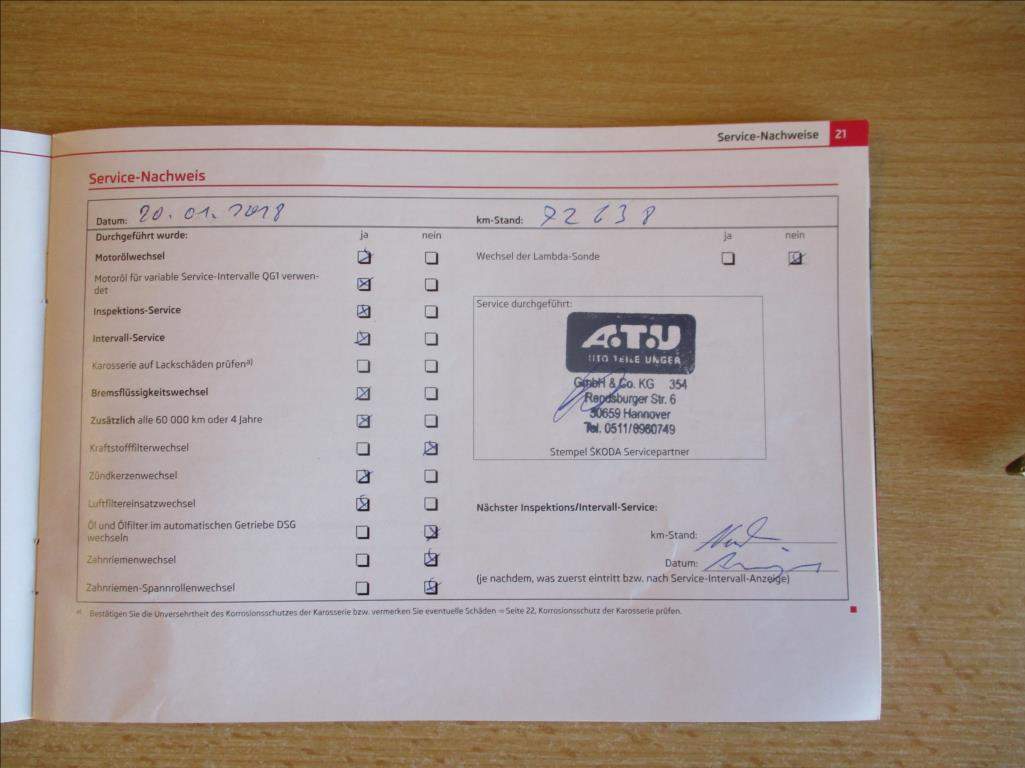 Service-Nachweise 21
Service-Nachweis
Datum: 20.01.2018 km-Stand: 72638
Durchgeführt wurde: ja nein ja nein
Motorölwechsel Wechsel der Lambda-Sonde
Motoröl für variable Service-Intervalle QG1 verwen-
det
Inspektions-Service
Intervall-Service
Karosserie auf Lackschäden prüfenª⁾
Bremsflüssigkeitswechsel
Zusätzlich alle 60 000 km oder 4 Jahre
Kraftstofffilterwechsel
Zündkerzenwechsel
Luftfiltereinsatzwechsel
Öl und Ölfilter im automatischen Getriebe DSG
wechseln
Zahnriemenwechsel
Zahnriemen-Spannrollenwechsel
Service durchgeführt:
A.T.U
AUTO TEILE UNGER
GmbH & Co. KG 354
Rendsburger Str. 6
30659 Hannover
Tel. 0511/8980749
Stempel ŠKODA Servicepartner
Nächster Inspektions/Intervall-Service:
km-Stand: Nach
Datum: Anzeige
(je nachdem, was zuerst eintritt bzw. nach Service-Intervall-Anzeige)
ª⁾ Bestätigen Sie die Unversehrtheit des Korrosionsschutzes der Karosserie bzw. vermerken Sie eventuelle Schäden ⇒ Seite 22, Korrosionsschutz der Karosserie prüfen.